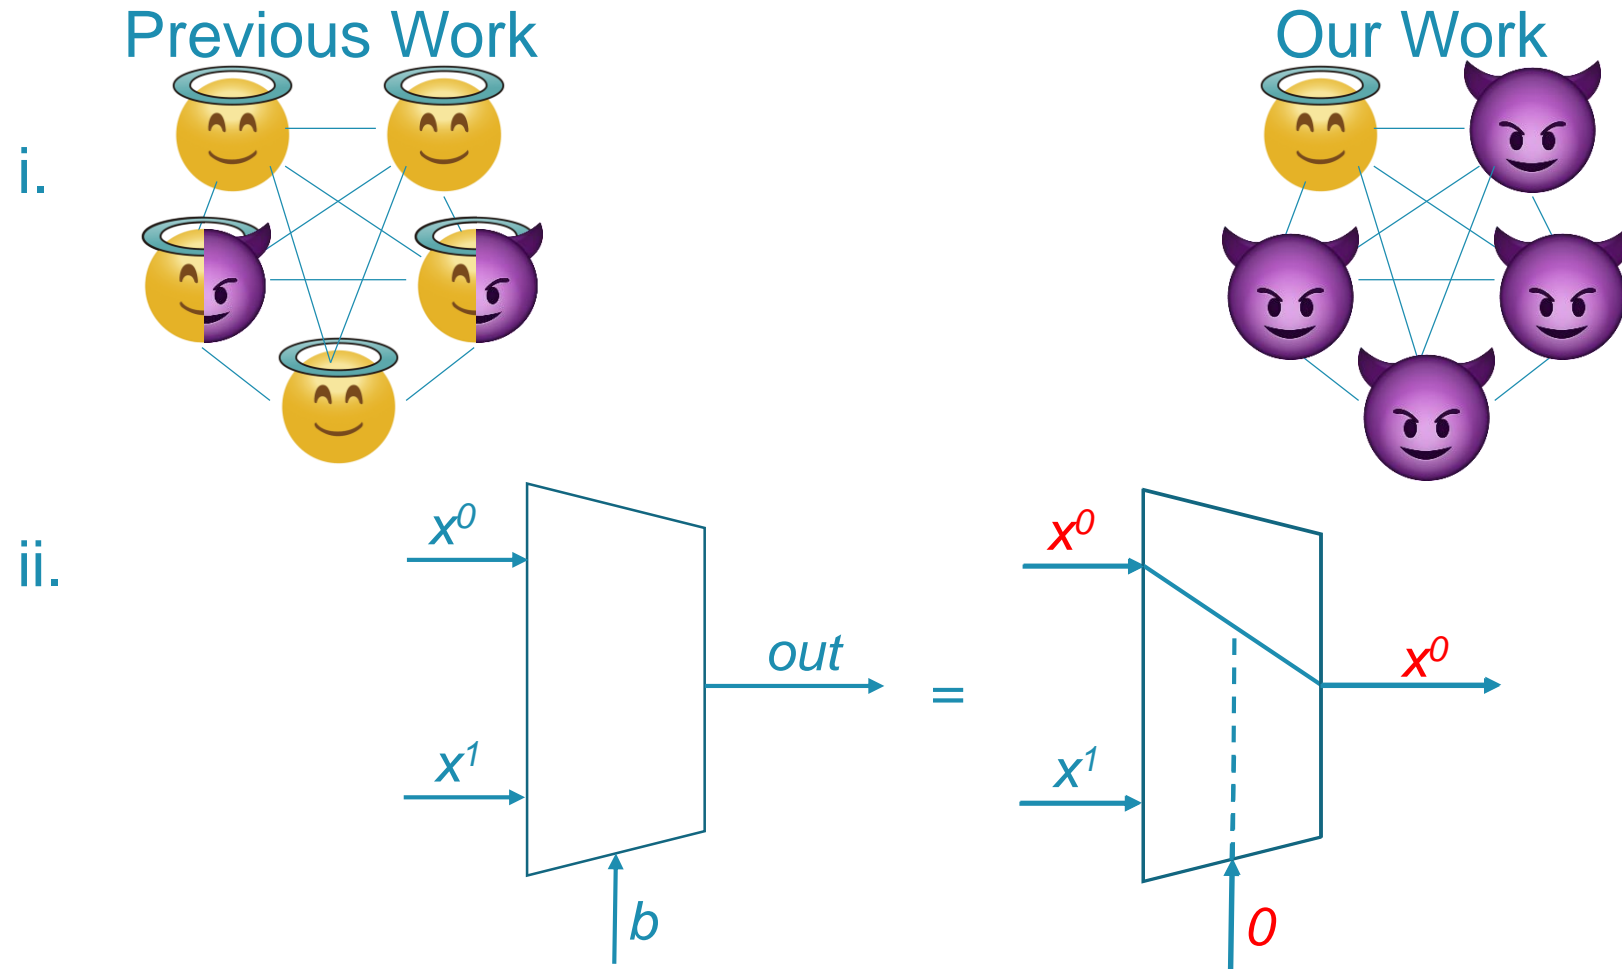 Previous Work
Our Work
i.
ii.
x⁰
x¹
out
b
=
x⁰
x¹
x⁰
0